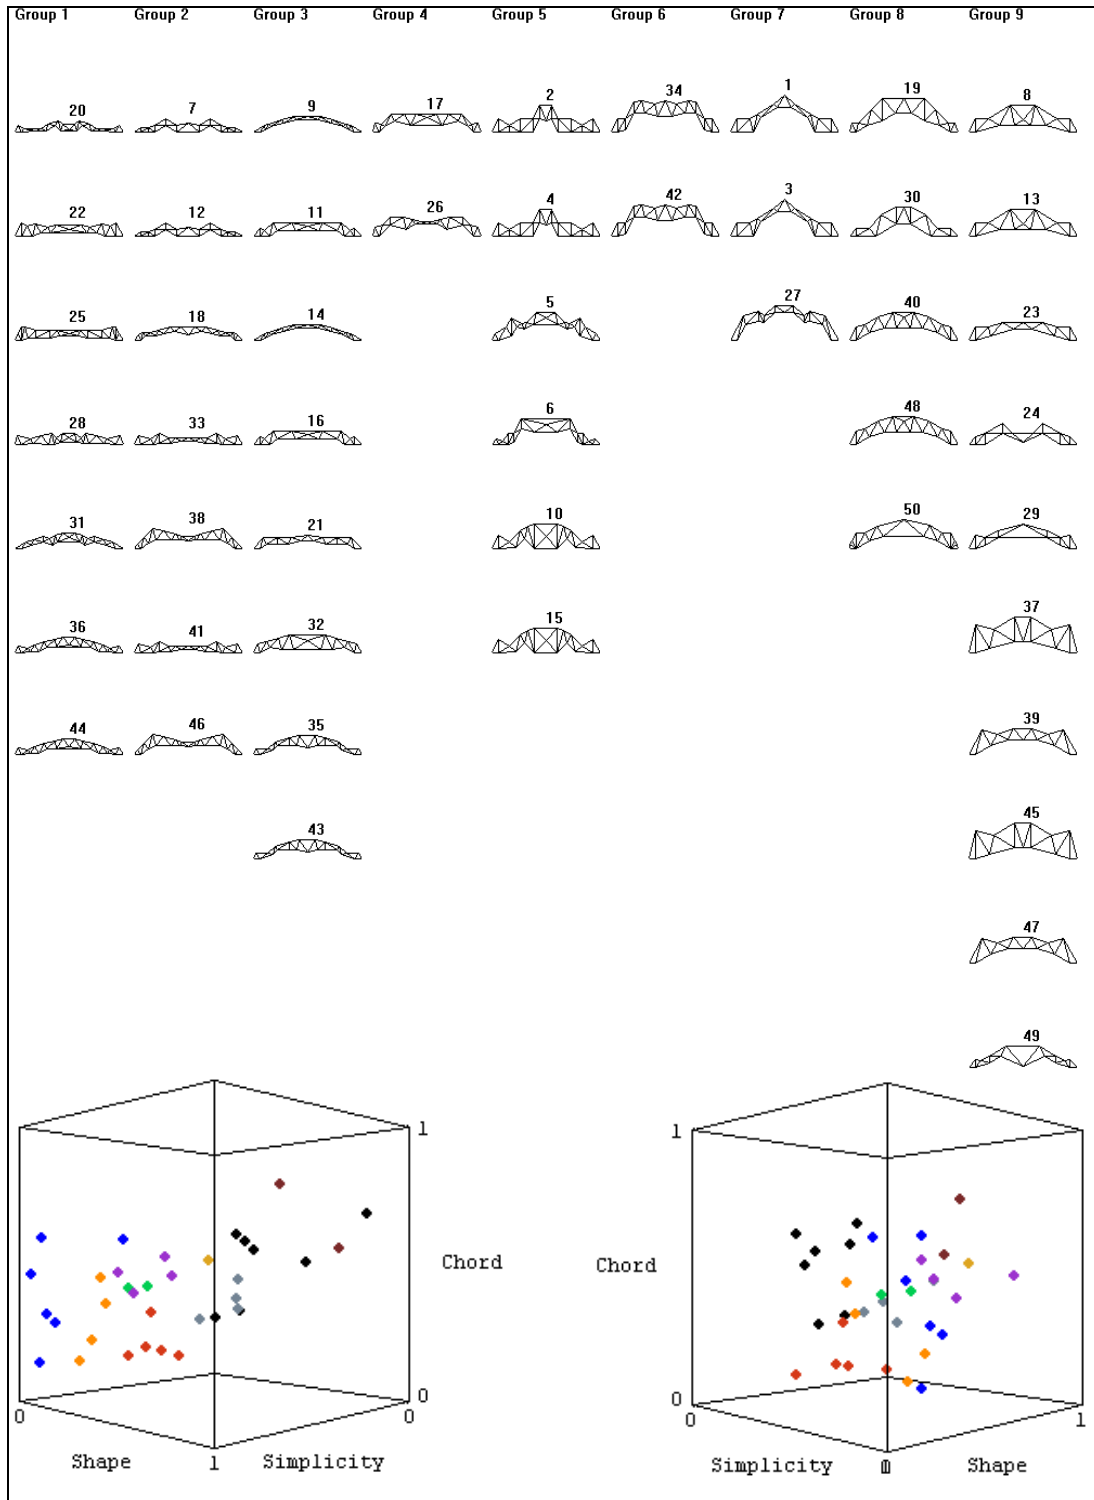 Group 1 Group 2 Group 3 Group 4 Group 5 Group 6 Group 7 Group 8 Group 9
20 7 9 17 2 34 1 19 8
22 12 11 26 4 42 3 30 13
25 18 14 5 27 40 23
28 33 16 6 48 24
31 38 21 10 50 29
36 41 32 15 37
44 46 35 39
43 45
47
49
1 1
Chord Chord
0 0
0 0 0 1
Shape 1 Simplicity Simplicity Shape